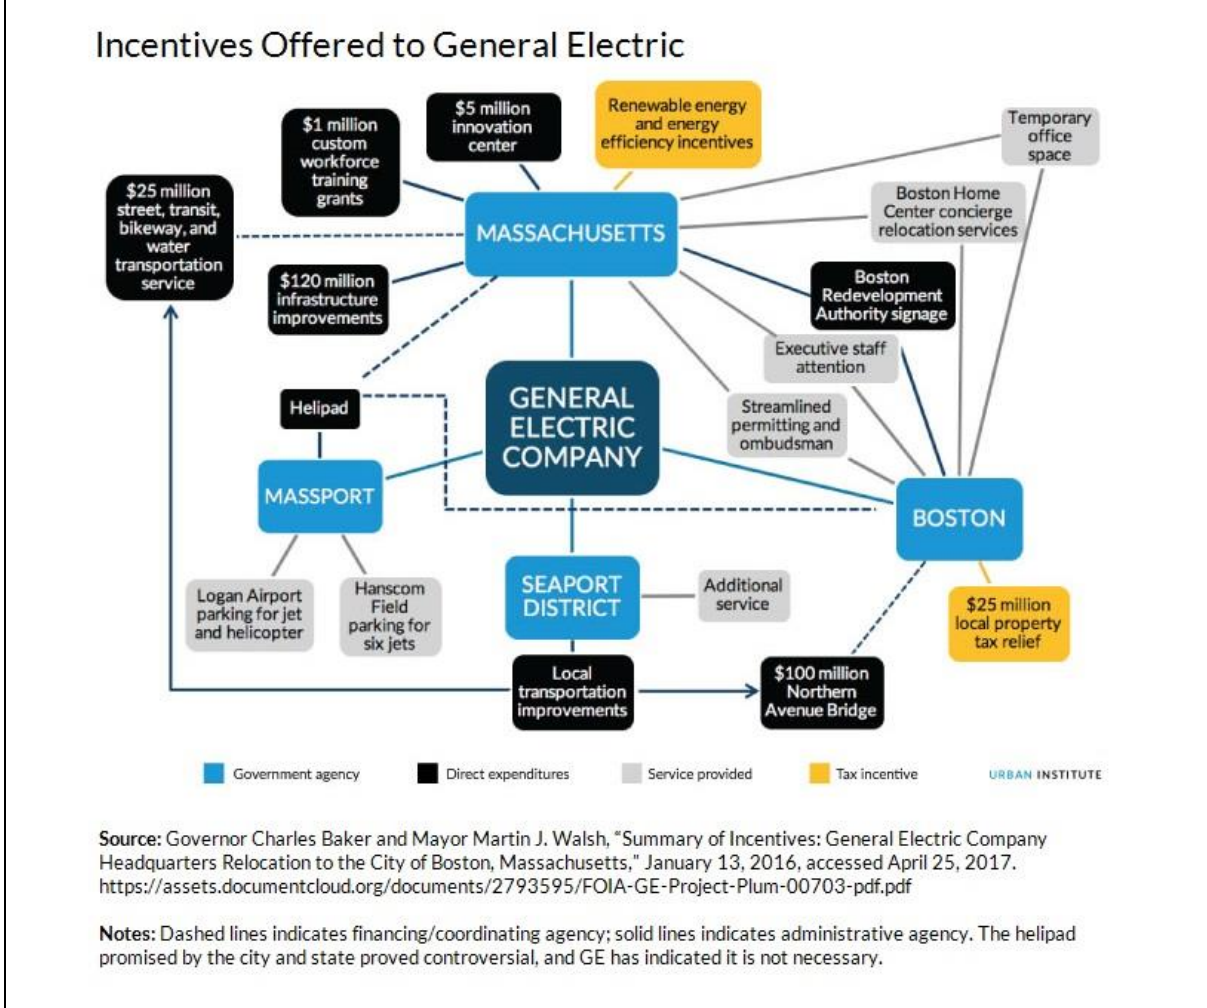 Incentives Offered to General Electric
$5 million
innovation
center
Renewable energy
and energy
efficiency incentives
$1 million
custom
workforce
training
grants
Temporary
office
space
$25 million
street, transit,
bikeway, and
water
transportation
service
Boston Home
Center concierge
relocation services
MASSACHUSETTS
$120 million
infrastructure
improvements
Boston
Redevelopment
Authority signage
Executive staff
attention
Helipad
GENERAL
ELECTRIC
COMPANY
Streamlined
permitting and
ombudsman
MASSPORT
BOSTON
Logan Airport
parking for jet
and helicopter
Hanscom
Field
parking for
six jets
SEAPORT
DISTRICT
Additional
service
$25 million
local property
tax relief
Local
transportation
improvements
$100 million
Northern
Avenue Bridge
Government agency
Direct expenditures
Service provided
Tax incentive
URBAN INSTITUTE
Source: Governor Charles Baker and Mayor Martin J. Walsh, “Summary of Incentives: General Electric Company
Headquarters Relocation to the City of Boston, Massachusetts,” January 13, 2016, accessed April 25, 2017.
https://assets.documentcloud.org/documents/2793595/FOIA-GE-Project-Plum-00703-pdf.pdf
Notes: Dashed lines indicates financing/coordinating agency; solid lines indicates administrative agency. The helipad
promised by the city and state proved controversial, and GE has indicated it is not necessary.